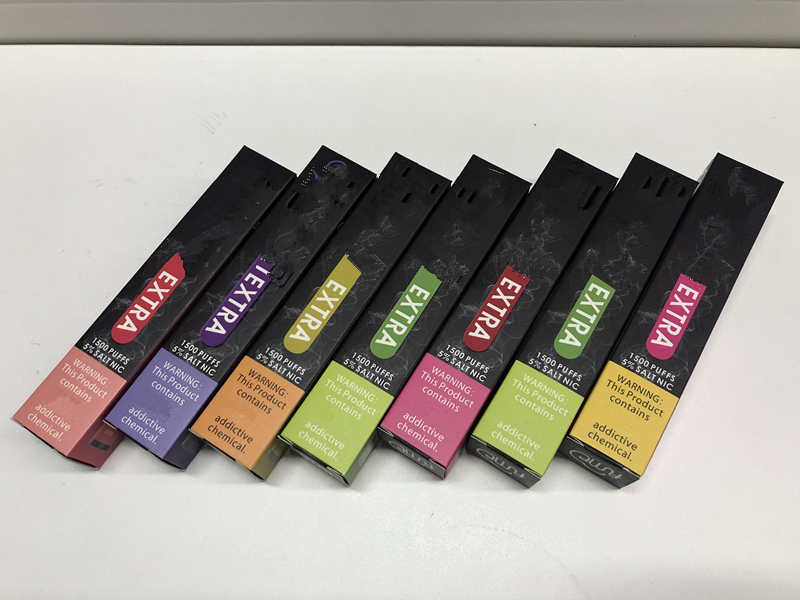 EXTRA
1500 PUFFS
5% SALT NIC
WARNING:
This Product
contains
addictive
chemical.
EXTRA
1500 PUFFS
5% SALT NIC
WARNING:
This Product
contains
addictive
chemical.
EXTRA
1500 PUFFS
5% SALT NIC
WARNING:
This Product
contains
addictive
chemical.
EXTRA
1500 PUFFS
5% SALT NIC
WARNING:
This Product
contains
addictive
chemical.
EXTRA
1500 PUFFS
5% SALT NIC
WARNING:
This Product
contains
addictive
chemical.
EXTRA
1500 PUFFS
5% SALT NIC
WARNING:
This Product
contains
addictive
chemical.
EXTRA
1500 PUFFS
5% SALT NIC
WARNING:
This Product
contains
addictive
chemical.